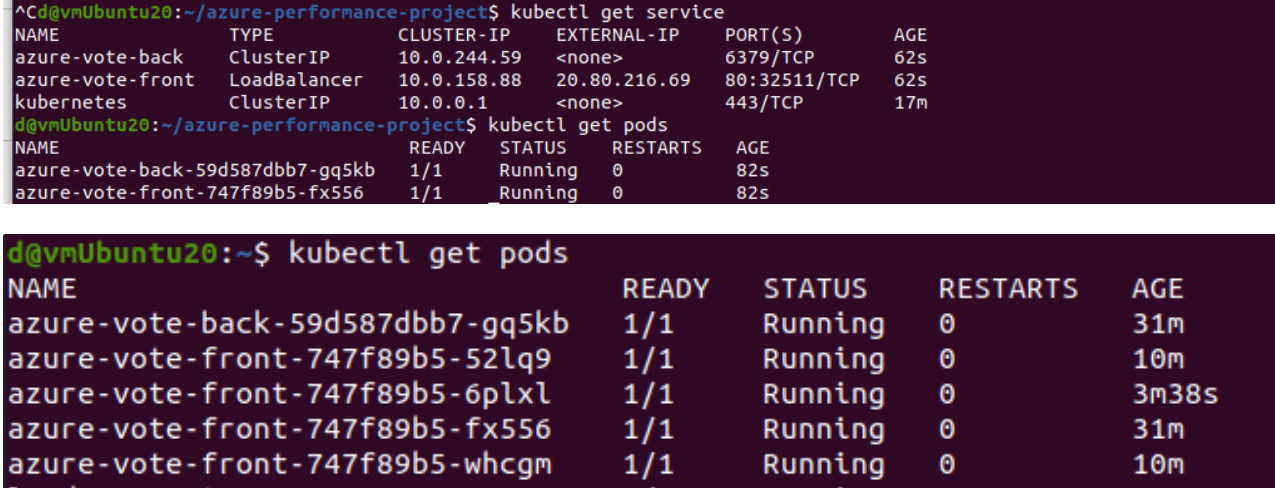 ^Cd@vmUbuntu20:~/azure-performance-project$ kubectl get service
NAME TYPE CLUSTER-IP EXTERNAL-IP PORT(S) AGE
azure-vote-back ClusterIP 10.0.244.59 <none> 6379/TCP 62s
azure-vote-front LoadBalancer 10.0.158.88 20.80.216.69 80:32511/TCP 62s
kubernetes ClusterIP 10.0.0.1 <none> 443/TCP 17m
d@vmUbuntu20:~/azure-performance-project$ kubectl get pods
NAME READY STATUS RESTARTS AGE
azure-vote-back-59d587dbb7-gq5kb 1/1 Running 0 82s
azure-vote-front-747f89b5-fx556 1/1 Running 0 82s
d@vmUbuntu20:~$ kubectl get pods
NAME READY STATUS RESTARTS AGE
azure-vote-back-59d587dbb7-gq5kb 1/1 Running 0 31m
azure-vote-front-747f89b5-52lq9 1/1 Running 0 10m
azure-vote-front-747f89b5-6plxl 1/1 Running 0 3m38s
azure-vote-front-747f89b5-fx556 1/1 Running 0 31m
azure-vote-front-747f89b5-whcgm 1/1 Running 0 10m